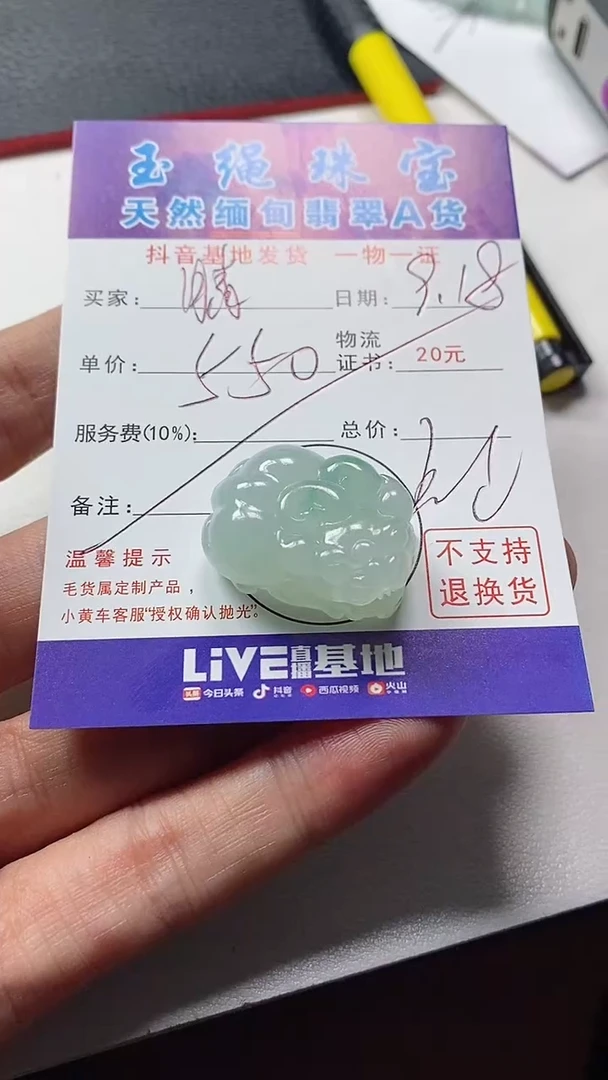 玉绳珠宝
天然缅甸翡翠A货
抖音基地发货 一物一证
买家： 日期：9.18
单价：550 物流证书：20元
服务费(10%)： 总价：
备注：
温馨提示
毛货属定制产品，
小黄车客服“授权确认抛光”。
不支持
退换货
LiVE直播基地
头条 今日头条 抖音 西瓜视频 火山